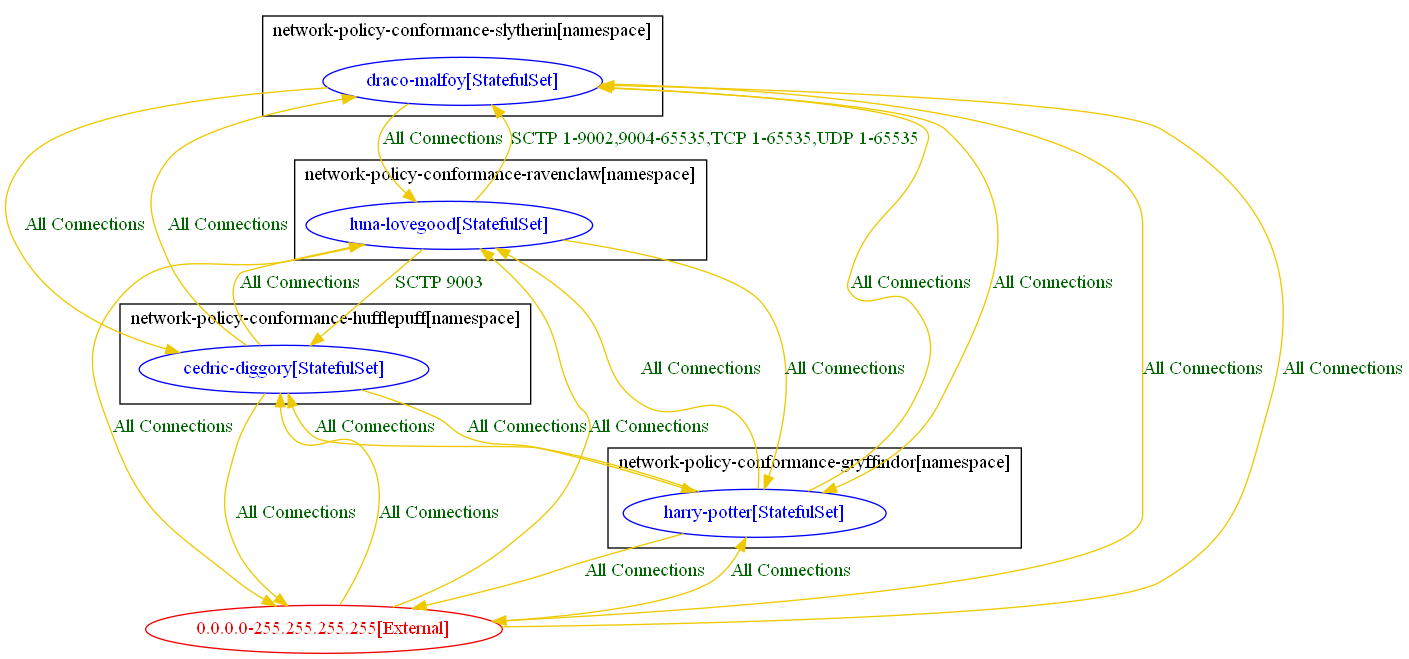 network-policy-conformance-slytherin[namespace]
draco-malfoy[StatefulSet]
All Connections
SCTP 1-9002,9004-65535,TCP 1-65535,UDP 1-65535
network-policy-conformance-ravenclaw[namespace]
All Connections
All Connections
luna-lovegood[StatefulSet]
All Connections
SCTP 9003
All Connections
All Connections
network-policy-conformance-hufflepuff[namespace]
cedric-diggory[StatefulSet]
All Connections
All Connections
All Connections
All Connections
All Connections
All Connections
All Connections
All Connections
network-policy-conformance-gryffindor[namespace]
harry-potter[StatefulSet]
All Connections
All Connections
All Connections
All Connections
0.0.0.0-255.255.255.255[External]